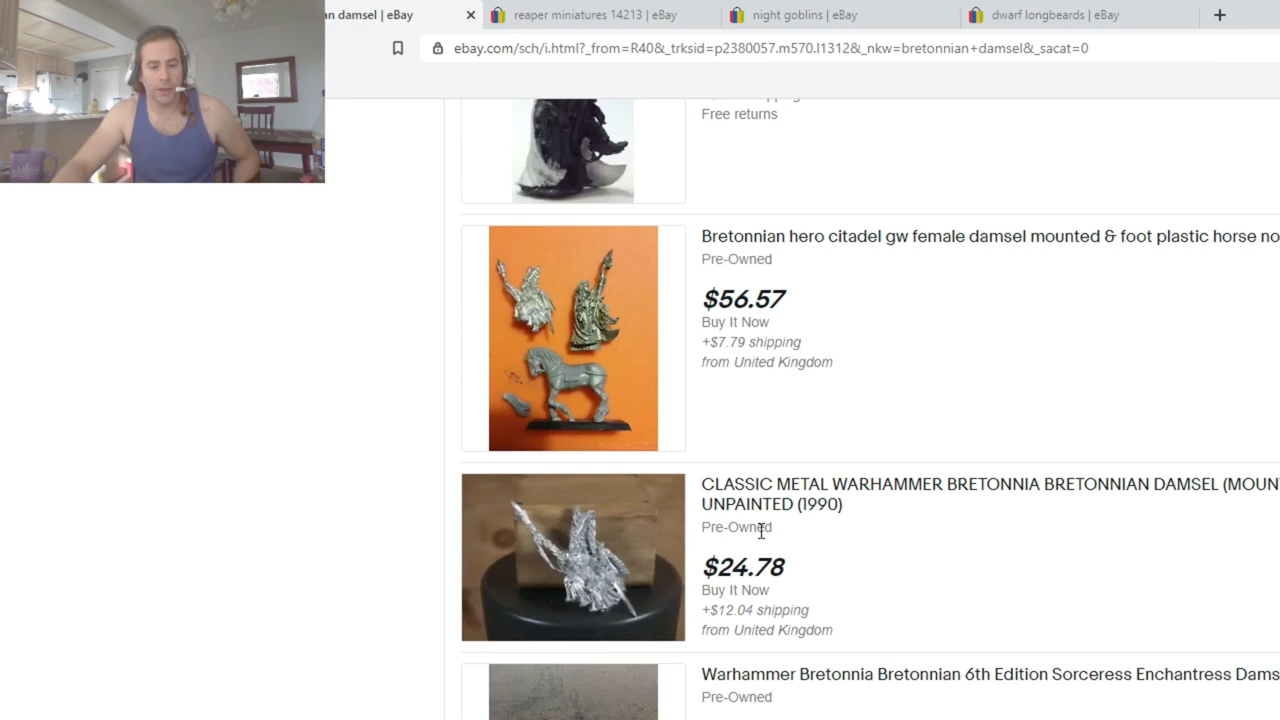 an damsel | eBay
reaper miniatures 14213 | eBay
night goblins | eBay
dwarf longbeards | eBay
ebay.com/sch/i.html?_from=R40&_trksid=p2380057.m570.l1312&_nkw=bretonnian+damsel&_sacat=0
Free returns
Bretonnian hero citadel gw female damsel mounted & foot plastic horse no
Pre-Owned
$56.57
Buy It Now
+$7.79 shipping
from United Kingdom
CLASSIC METAL WARHAMMER BRETONNIA BRETONNIAN DAMSEL (MOUN
UNPAINTED (1990)
Pre-Owned
$24.78
Buy It Now
+$12.04 shipping
from United Kingdom
Warhammer Bretonnia Bretonnian 6th Edition Sorceress Enchantress Dams
Pre-Owned